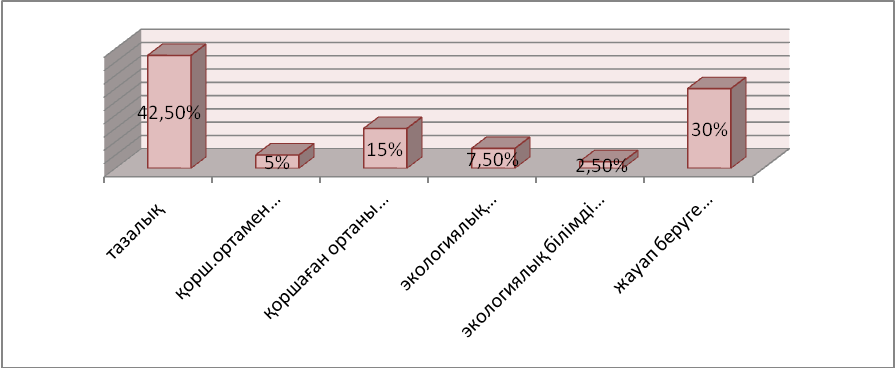 42,50%
5%
15%
7,50%
2,50%
30%
тазалық
қорш.ортамен...
қоршаған ортаны...
экологиялық...
экологиялық білімді...
жауап беруге...